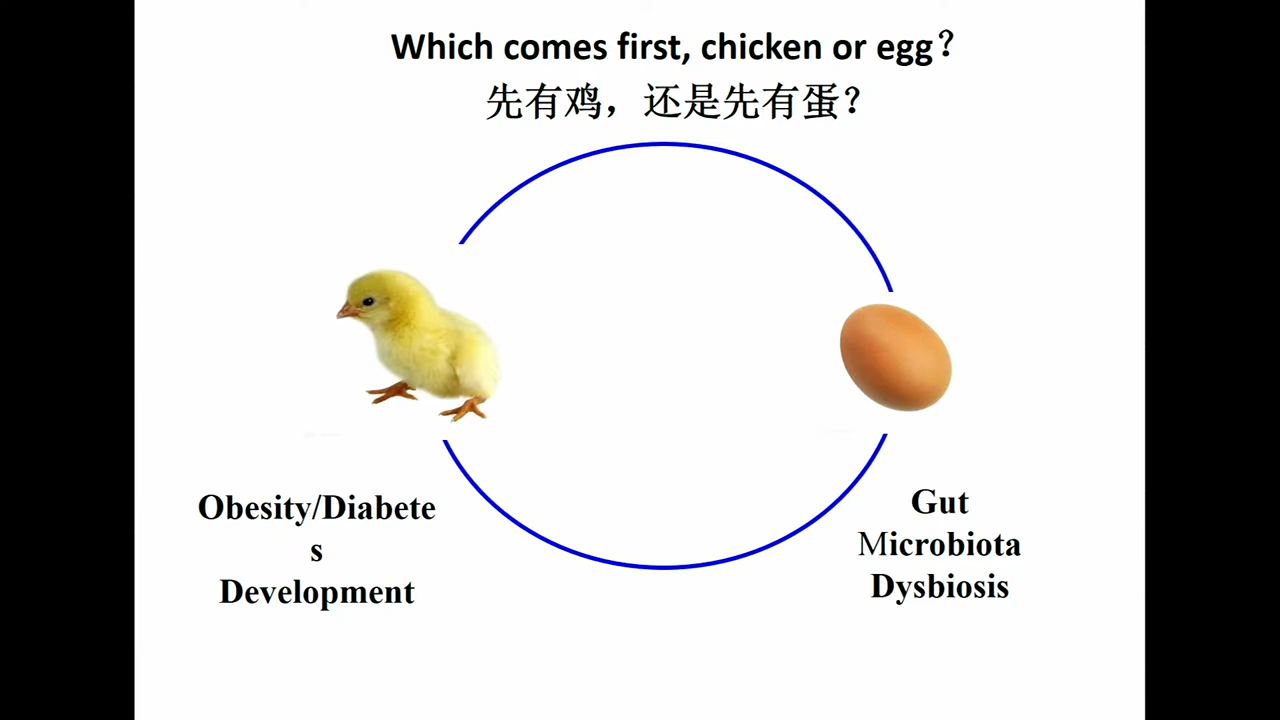 Which comes first, chicken or egg？
先有鸡，还是先有蛋？
Obesity/Diabete
s
Development
Gut
Microbiota
Dysbiosis